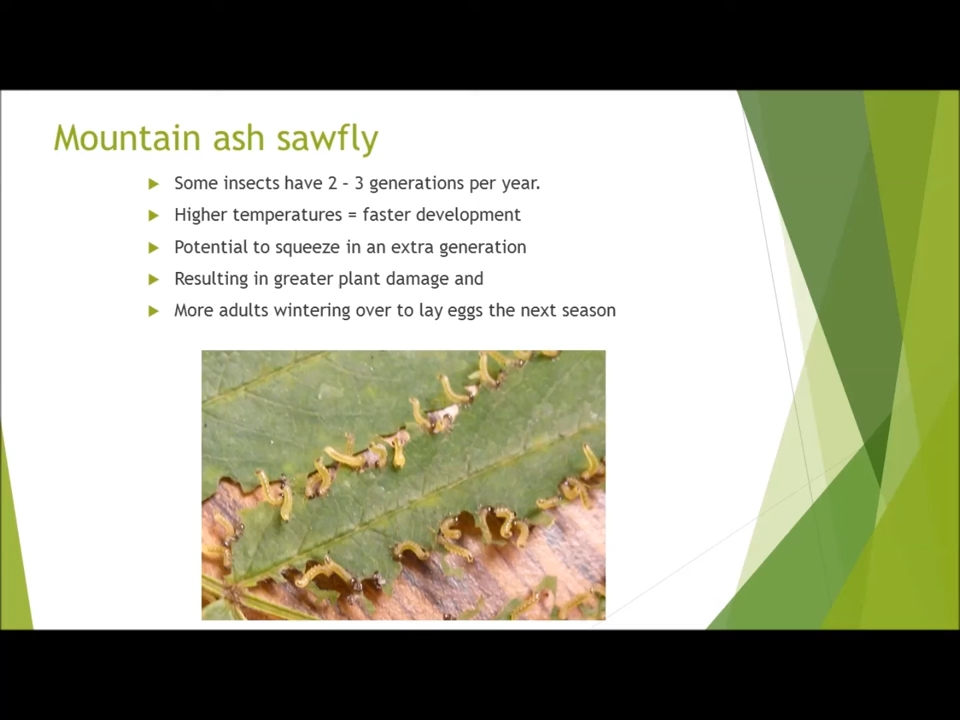 Mountain ash sawfly
Some insects have 2 – 3 generations per year.
Higher temperatures = faster development
Potential to squeeze in an extra generation
Resulting in greater plant damage and
More adults wintering over to lay eggs the next season